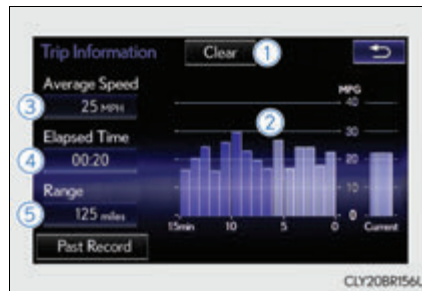 Trip Information
Clear
1
Average Speed
MPG
3
25 MPH
40
2
Elapsed Time
30
4
00:20
20
Range
10
5
125 miles
0
15min 10 5 0 Current
Past Record
CLY20BR156U